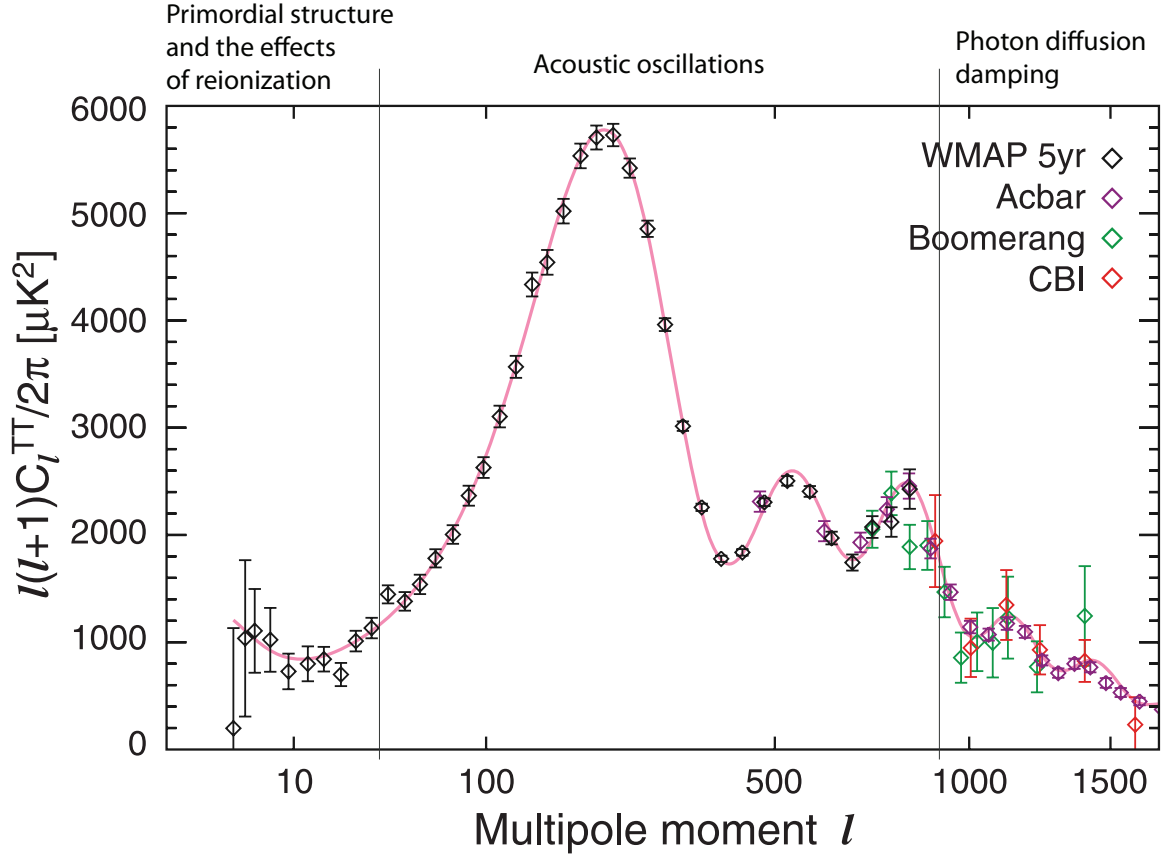 Primordial structure
and the effects
of reionization
Acoustic oscillations
Photon diffusion
damping
6000
5000
4000
3000
2000
1000
0
l(l+1)C_l^TT/2π [μK²]
WMAP 5yr
Acbar
Boomerang
CBI
10
100
500
1000
1500
Multipole moment l